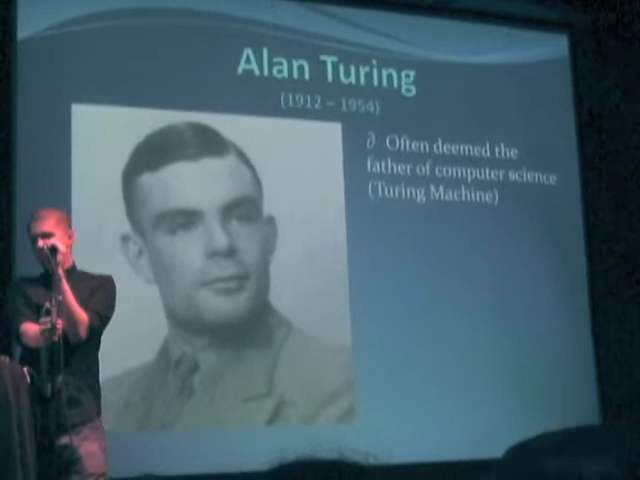 Alan Turing
(1912 – 1954)
∂ Often deemed the
father of computer science
(Turing Machine)